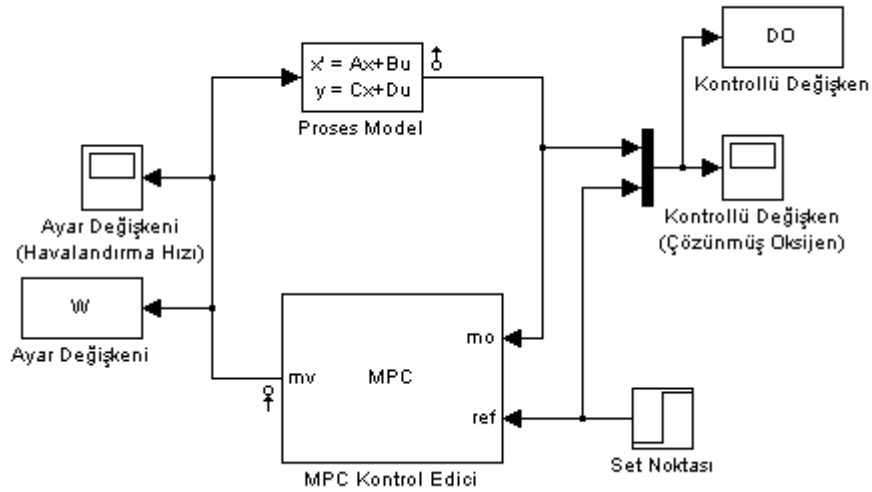 DO
Kontrollü Değişken
x' = Ax+Bu
y = Cx+Du
Proses Model
Ayar Değişkeni
(Havalandırma Hızı)
Kontrollü Değişken
(Çözünmüş Oksijen)
W
Ayar Değişkeni
mo
mv
MPC
ref
MPC Kontrol Edici
Set Noktası